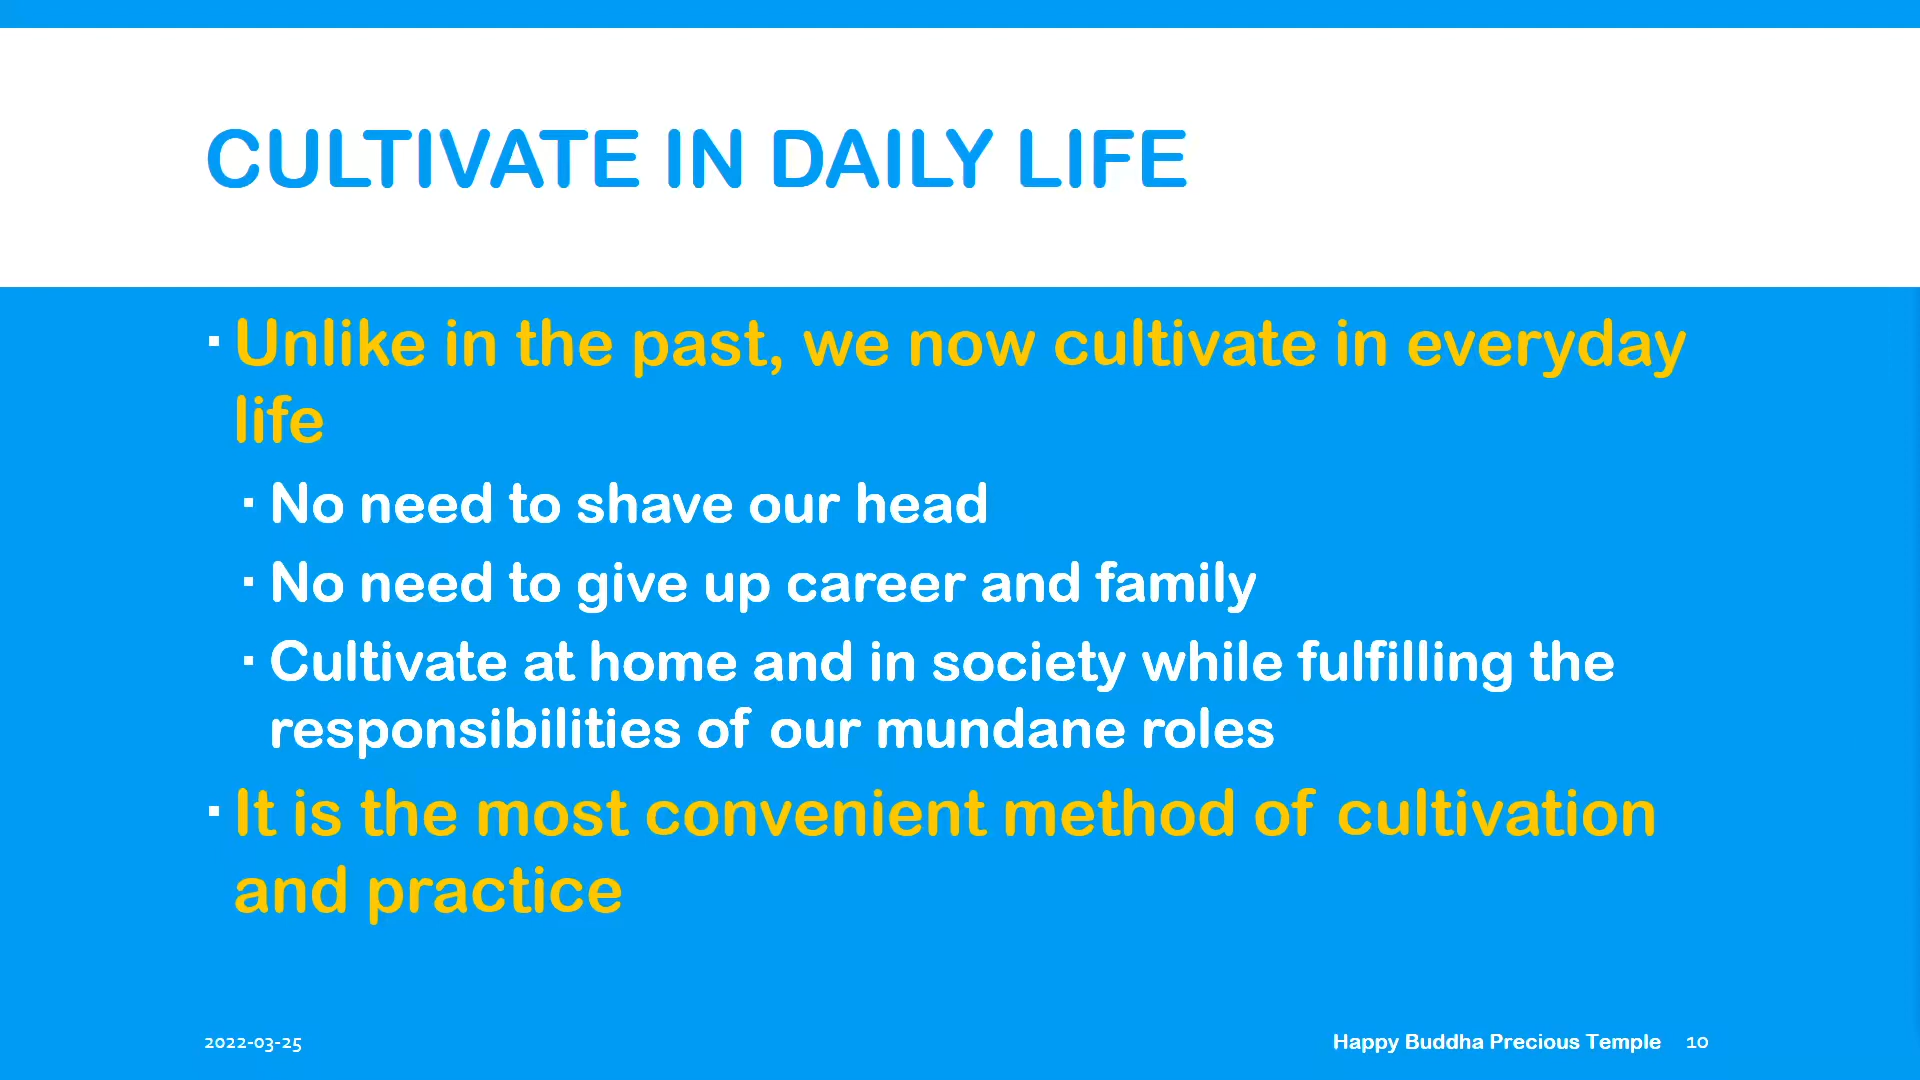 CULTIVATE IN DAILY LIFE
▪ Unlike in the past, we now cultivate in everyday
life
▪ No need to shave our head
▪ No need to give up career and family
▪ Cultivate at home and in society while fulfilling the
responsibilities of our mundane roles
▪ It is the most convenient method of cultivation
and practice
2022-03-25
Happy Buddha Precious Temple 10